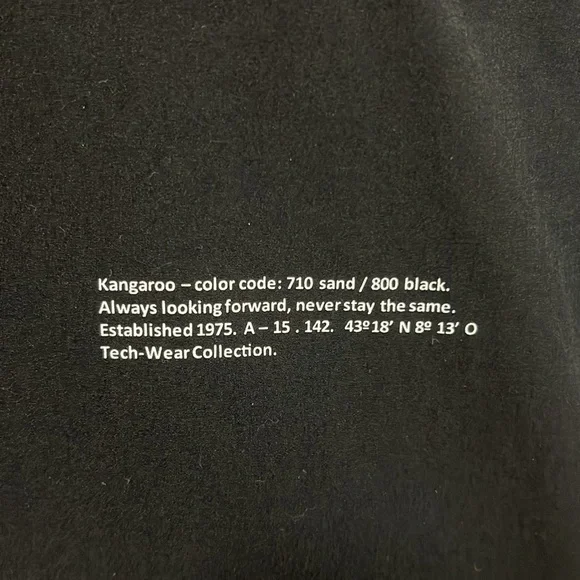 Kangaroo – color code: 710 sand / 800 black.
Always looking forward, never stay the same.
Established 1975. A – 15 . 142. 43º18’ N 8º 13’ O
Tech-Wear Collection.